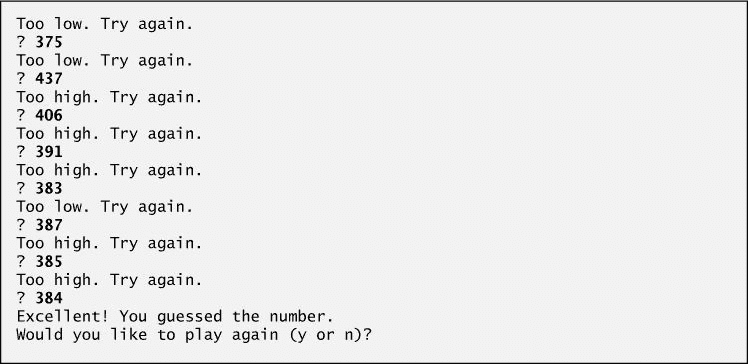 Too low. Try again.
? 375
Too low. Try again.
? 437
Too high. Try again.
? 406
Too high. Try again.
? 391
Too high. Try again.
? 383
Too low. Try again.
? 387
Too high. Try again.
? 385
Too high. Try again.
? 384
Excellent! You guessed the number.
Would you like to play again (y or n)?